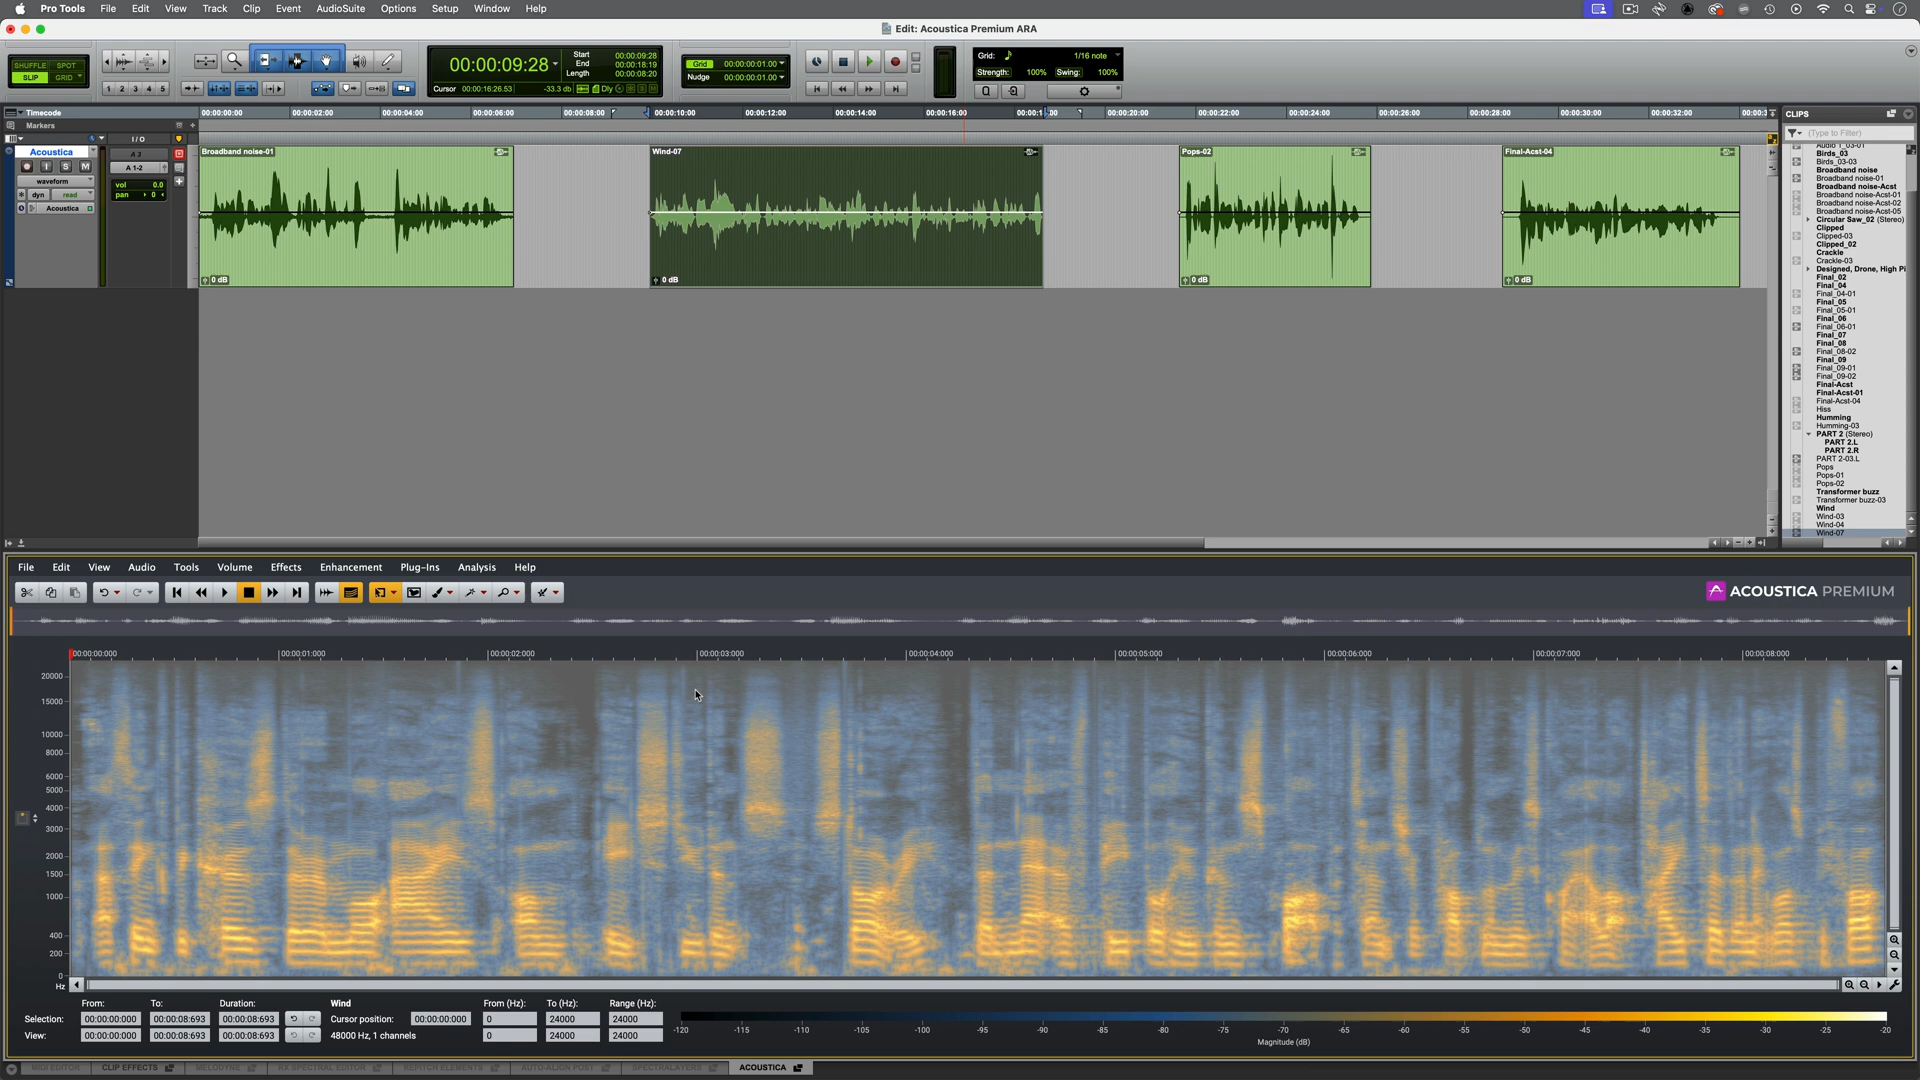 Pro Tools File Edit View Track Clip Event AudioSuite Options Setup Window Help
Edit: Acoustica Premium ARA
SHUFFLE SPOT
SLIP GRID
1 2 3 4 5
00:00:09:28
Start 00:00:09:28
End 00:00:18:19
Length 00:00:08:20
Cursor 00:00:16:26.53 -33.3 db Dly
Grid 00:00:00:01.00
Nudge 00:00:00:01.00
Grid: 1/16 note
Strength: 100% Swing: 100%
Timecode
00:00:00:00 00:00:02:00 00:00:04:00 00:00:06:00 00:00:08:00 00:00:10:00 00:00:12:00 00:00:14:00 00:00:16:00 00:00:20:00 00:00:22:00 00:00:24:00 00:00:26:00 00:00:28:00 00:00:30:00 00:00:32:00
Markers
I/O
Acoustica
I S M
waveform
dyn read
Acoustica
A 3
A 1-2
vol 0.0
pan 0
Broadband noise-01
0 dB
Wind-07
0 dB
Pops-02
0 dB
Final-Acst-04
0 dB
CLIPS
(Type to Filter)
Audio 1_03-01
Birds_03
Birds_03-03
Broadband noise
Broadband noise-01
Broadband noise-Acst
Broadband noise-Acst-01
Broadband noise-Acst-02
Broadband noise-Acst-05
Circular Saw_02 (Stereo)
Clipped
Clipped-03
Clipped_02
Crackle
Crackle-03
Designed, Drone, High Pi
Final_02
Final_04
Final_04-01
Final_05
Final_05-01
Final_06
Final_06-01
Final_07
Final_08
Final_08-02
Final_09
Final_09-01
Final_09-02
Final-Acst
Final-Acst-01
Final-Acst-04
Hiss
Humming
Humming-03
PART 2 (Stereo)
PART 2.L
PART 2.R
PART 2-03.L
Pops
Pops-01
Pops-02
Transformer buzz
Transformer buzz-03
Wind
Wind-03
Wind-04
Wind-07
File Edit View Audio Tools Volume Effects Enhancement Plug-Ins Analysis Help
ACOUSTICA PREMIUM
00:00:00:000 00:00:01:000 00:00:02:000 00:00:03:000 00:00:04:000 00:00:05:000 00:00:06:000 00:00:07:000 00:00:08:000
20000
15000
10000
8000
6000
5000
4000
3000
2000
1500
1000
400
200
0
Hz
From: To: Duration: Wind From (Hz): To (Hz): Range (Hz):
Selection: 00:00:00:000 00:00:08:693 00:00:08:693 Cursor position: 00:00:00:000 0 24000 24000
View: 00:00:00:000 00:00:08:693 00:00:08:693 48000 Hz, 1 channels 0 24000 24000
-120 -115 -110 -105 -100 -95 -90 -85 -80 -75 -70 -65 -60 -55 -50 -45 -40 -35 -30 -25 -20
Magnitude (dB)
MIDI EDITOR CLIP EFFECTS MELODYNE RX SPECTRAL EDITOR REPITCH ELEMENTS AUTO-ALIGN POST SPECTRALAYERS ACOUSTICA